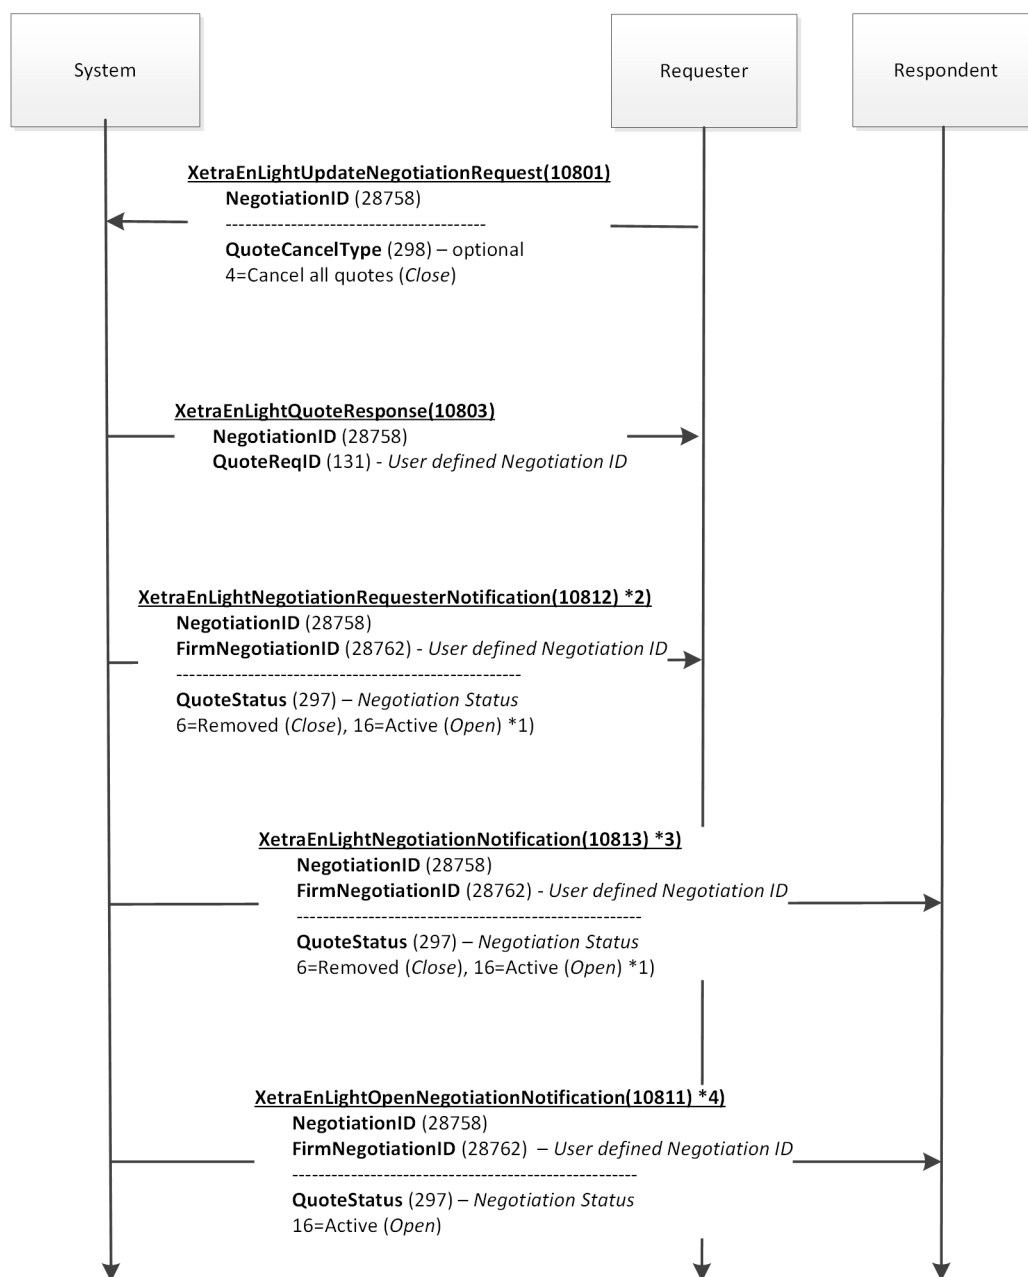 System
Requester
Respondent
XetraEnLightUpdateNegotiationRequest(10801)
NegotiationID (28758)
----------------------------------------
QuoteCancelType (298) – optional
4=Cancel all quotes (Close)
XetraEnLightQuoteResponse(10803)
NegotiationID (28758)
QuoteReqID (131) - User defined Negotiation ID
XetraEnLightNegotiationRequesterNotification(10812) *2)
NegotiationID (28758)
FirmNegotiationID (28762) - User defined Negotiation ID
-----------------------------------------------------
QuoteStatus (297) – Negotiation Status
6=Removed (Close), 16=Active (Open) *1)
XetraEnLightNegotiationNotification(10813) *3)
NegotiationID (28758)
FirmNegotiationID (28762) - User defined Negotiation ID
-----------------------------------------------------
QuoteStatus (297) – Negotiation Status
6=Removed (Close), 16=Active (Open) *1)
XetraEnLightOpenNegotiationNotification(10811) *4)
NegotiationID (28758)
FirmNegotiationID (28762) – User defined Negotiation ID
-----------------------------------------------------
QuoteStatus (297) – Negotiation Status
16=Active (Open)